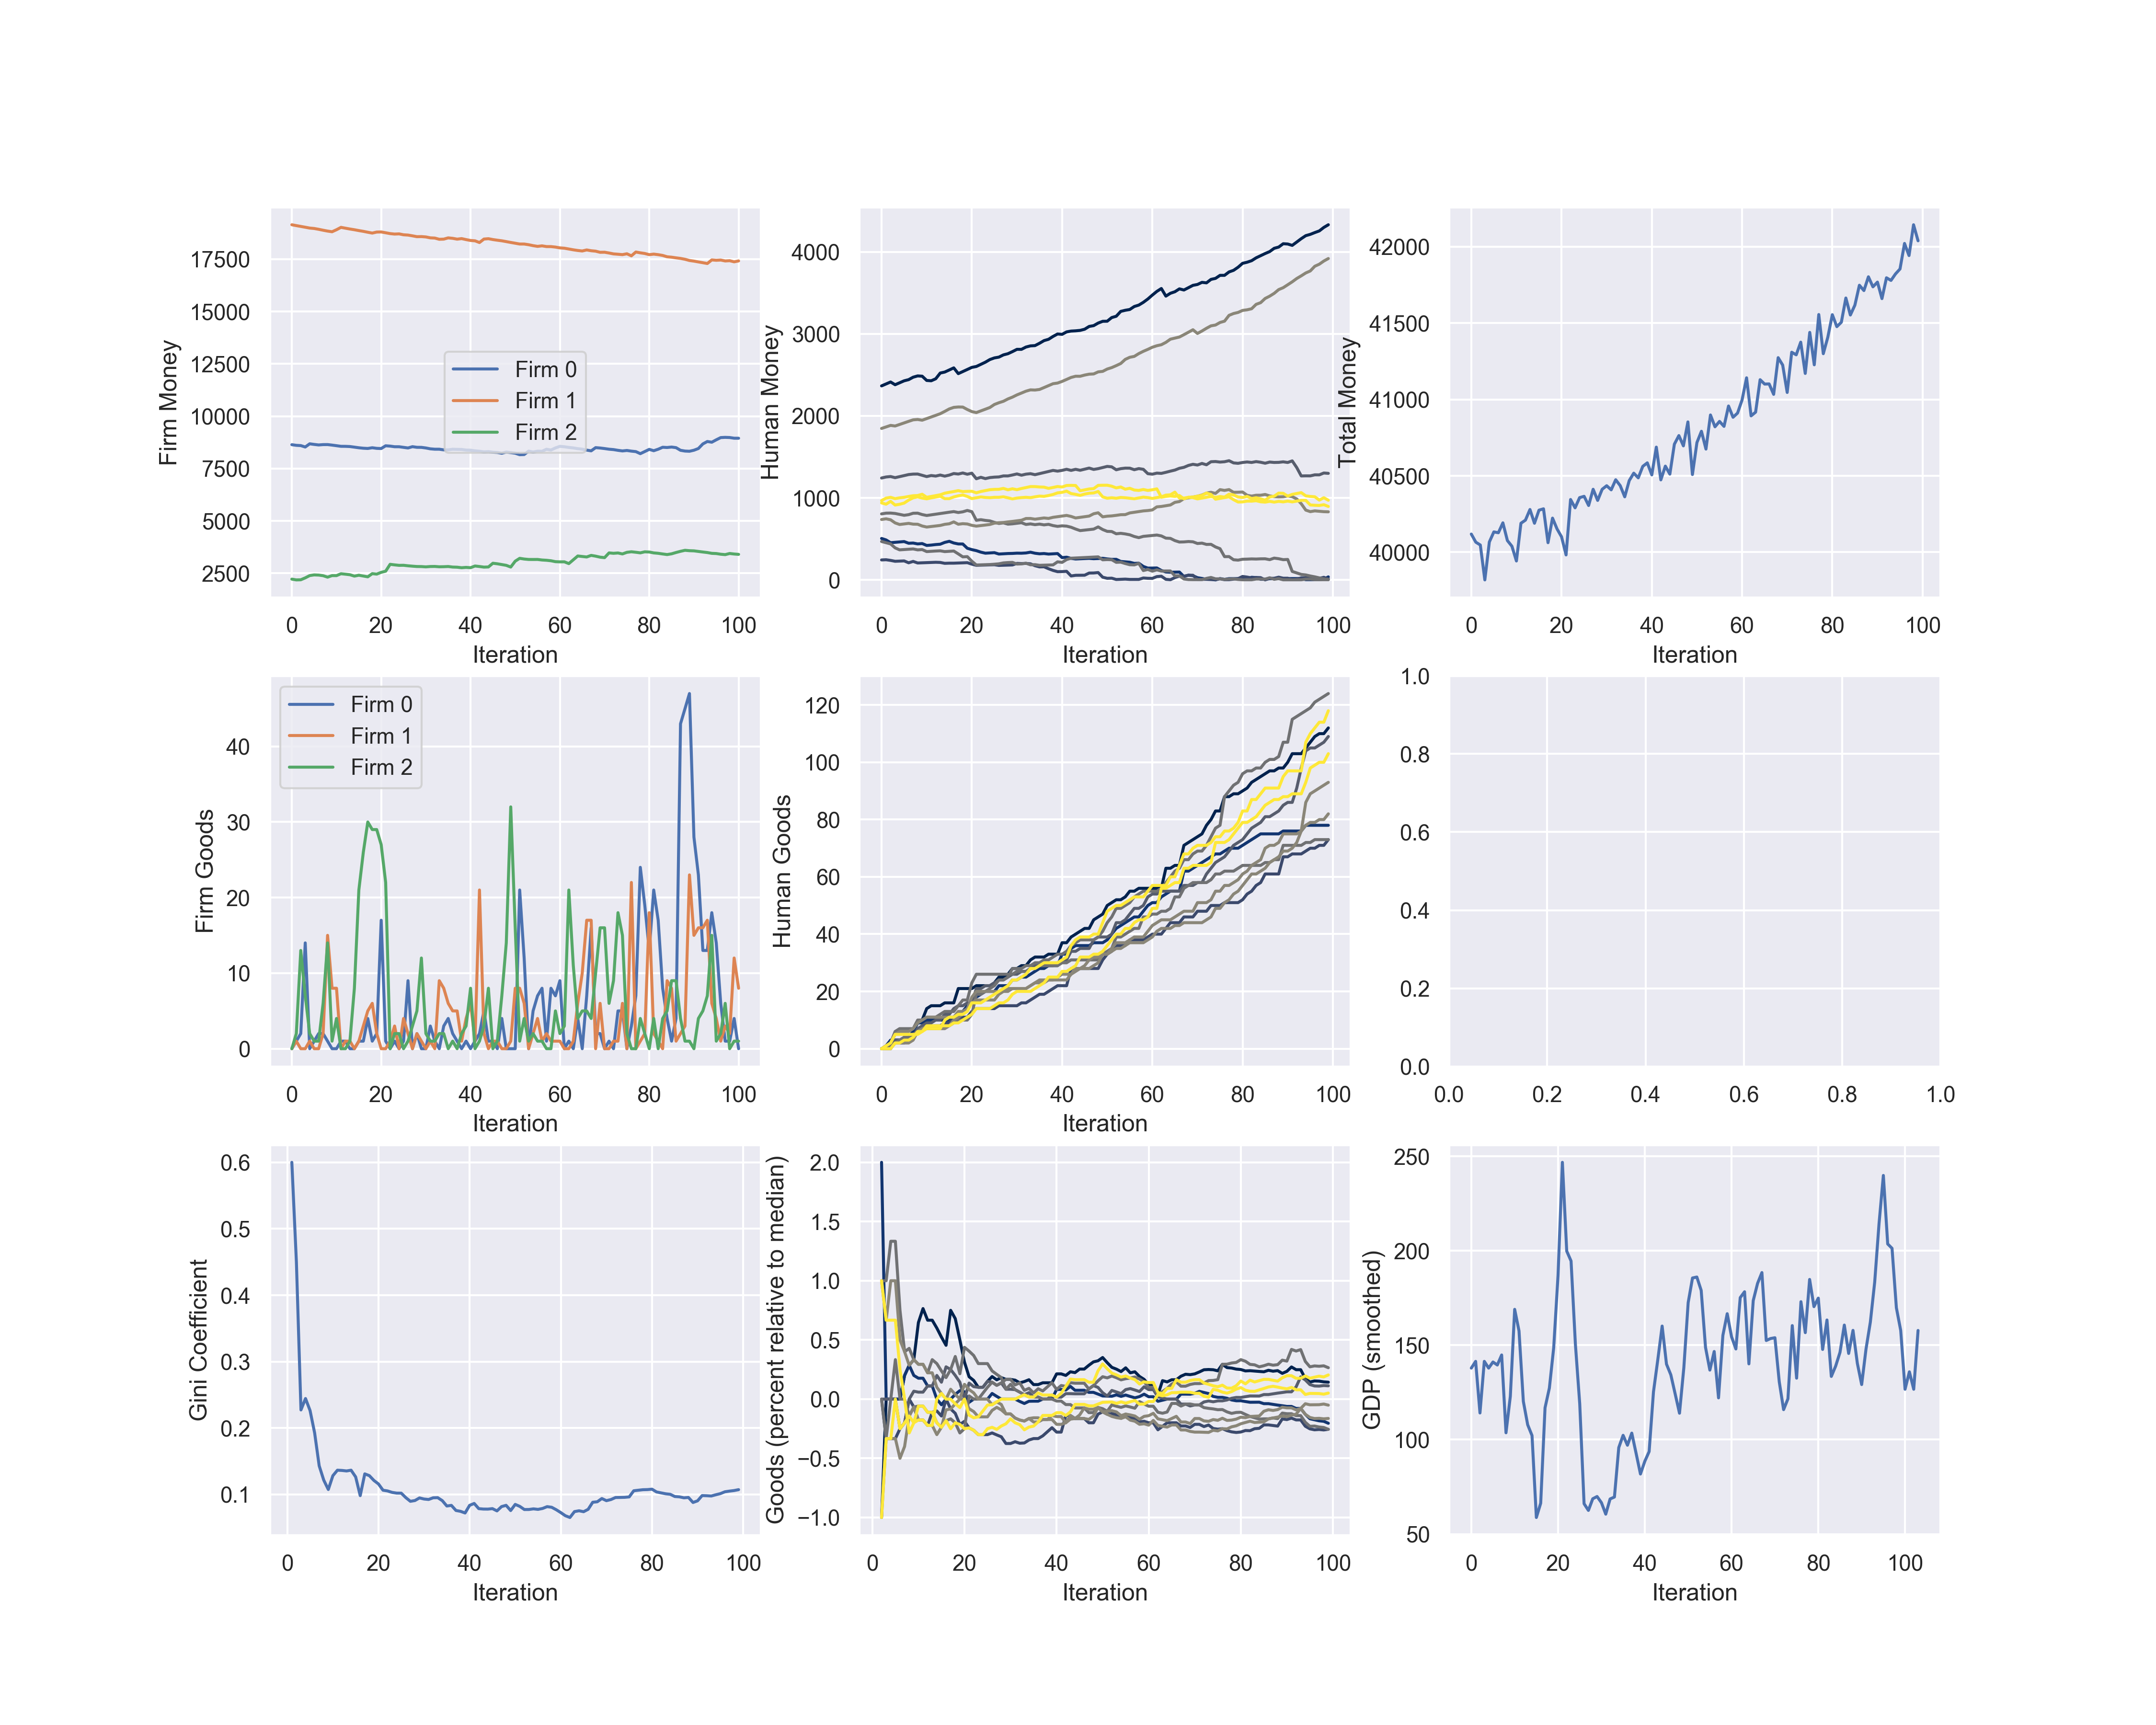 Firm Money
17500
15000
12500
10000
7500
5000
2500
Firm 0
Firm 1
Firm 2
0 20 40 60 80 100
Iteration
Human Money
4000
3000
2000
1000
0
0 20 40 60 80 100
Iteration
Total Money
42000
41500
41000
40500
40000
0 20 40 60 80 100
Iteration
Firm Goods
40
30
20
10
0
Firm 0
Firm 1
Firm 2
0 20 40 60 80 100
Iteration
Human Goods
120
100
80
60
40
20
0
0 20 40 60 80 100
Iteration
1.0
0.8
0.6
0.4
0.2
0.0
0.0 0.2 0.4 0.6 0.8 1.0
Gini Coefficient
0.6
0.5
0.4
0.3
0.2
0.1
0 20 40 60 80 100
Iteration
Goods (percent relative to median)
2.0
1.5
1.0
0.5
0.0
−0.5
−1.0
0 20 40 60 80 100
Iteration
GDP (smoothed)
250
200
150
100
50
0 20 40 60 80 100
Iteration